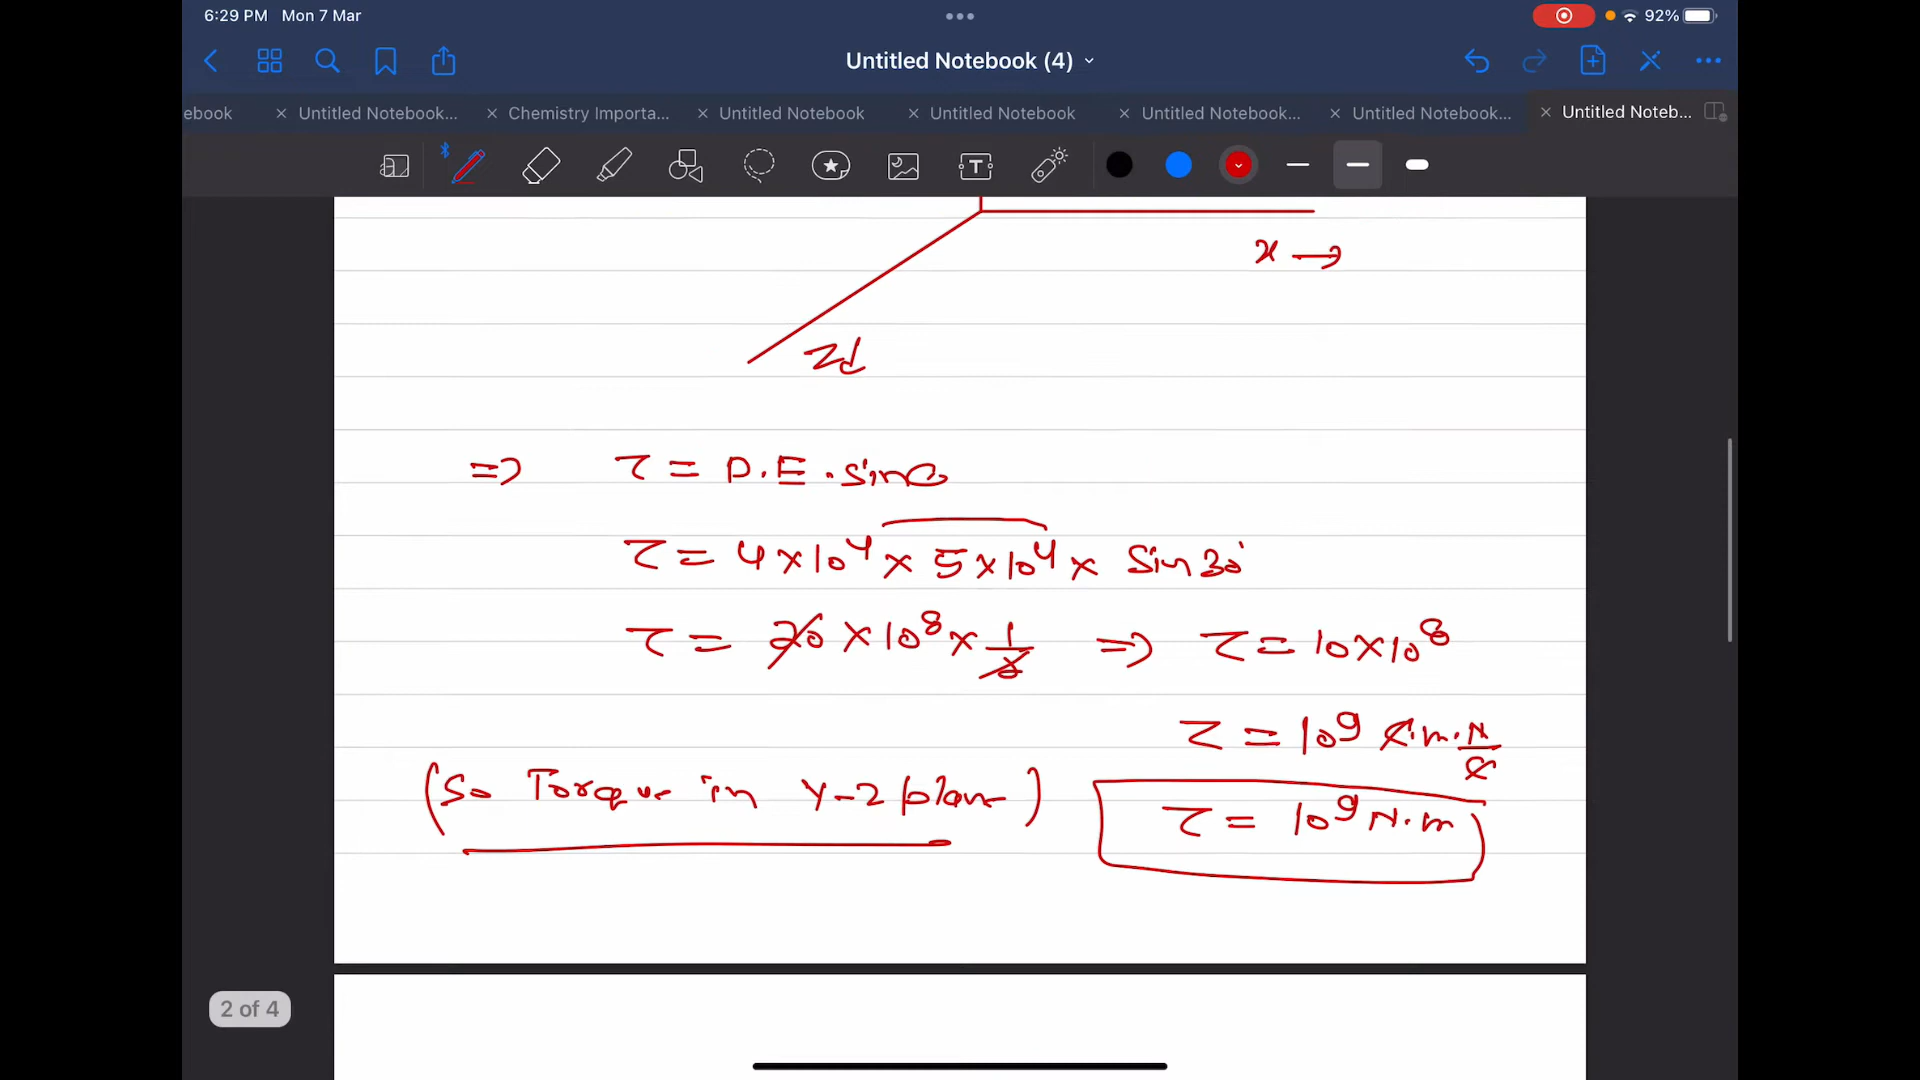 6:29 PM Mon 7 Mar
92%
Untitled Notebook (4)
ebook
Untitled Notebook...
Chemistry Importa...
Untitled Notebook
Untitled Notebook
Untitled Notebook...
Untitled Notebook...
Untitled Noteb...
T
x →
Z
=> τ = P.E.sinθ
τ = 4×10⁴ × 5×10⁴ × Sin 30°
τ = 20 × 10⁸ × 1/2 => τ = 10×10⁸
τ = 10⁹ C.m.N/C
(So Torque in Y-Z plane)
τ = 10⁹ N.m
2 of 4